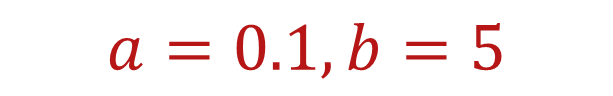 a = 0.1, b = 5